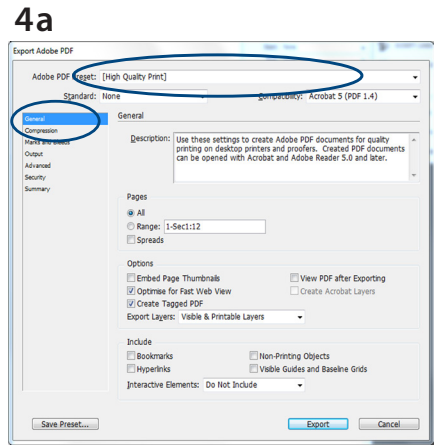 4a
Export Adobe PDF
Adobe PDF Preset: [High Quality Print]
Standard: None Compatibility: Acrobat 5 (PDF 1.4)
General
Compression
Marks and Bleeds
Output
Advanced
Security
Summary
General
Description: Use these settings to create Adobe PDF documents for quality
printing on desktop printers and proofers. Created PDF documents
can be opened with Acrobat and Adobe Reader 5.0 and later.
Pages
All
Range: 1-Sec1:12
Spreads
Options
Embed Page Thumbnails View PDF after Exporting
Optimise for Fast Web View Create Acrobat Layers
Create Tagged PDF
Export Layers: Visible & Printable Layers
Include
Bookmarks Non-Printing Objects
Hyperlinks Visible Guides and Baseline Grids
Interactive Elements: Do Not Include
Save Preset... Export Cancel